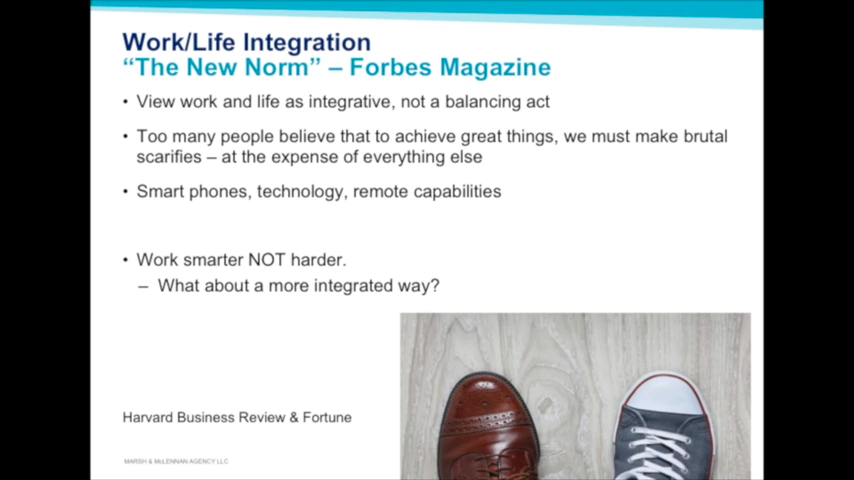 Work/Life Integration
“The New Norm” – Forbes Magazine
• View work and life as integrative, not a balancing act
• Too many people believe that to achieve great things, we must make brutal
scarifies – at the expense of everything else
• Smart phones, technology, remote capabilities
• Work smarter NOT harder.
– What about a more integrated way?
Harvard Business Review & Fortune
MARSH & McLENNAN AGENCY LLC